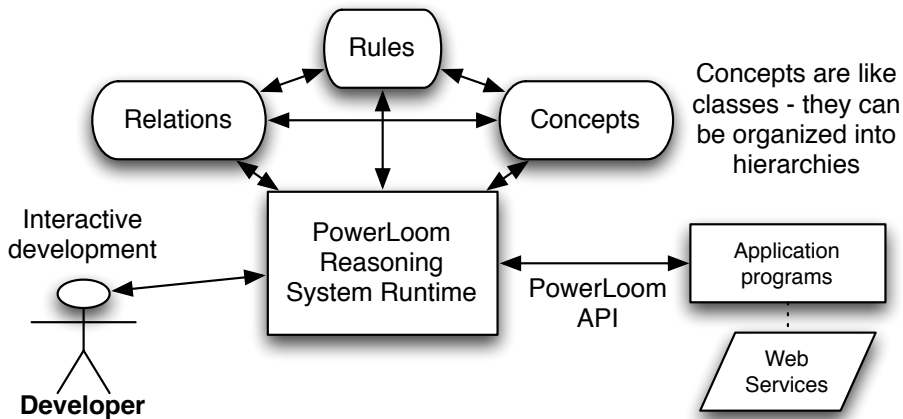 Rules
Relations
Concepts
Concepts are like
classes - they can
be organized into
hierarchies
Interactive
development
PowerLoom
Reasoning
System Runtime
PowerLoom
API
Application
programs
Web
Services
Developer